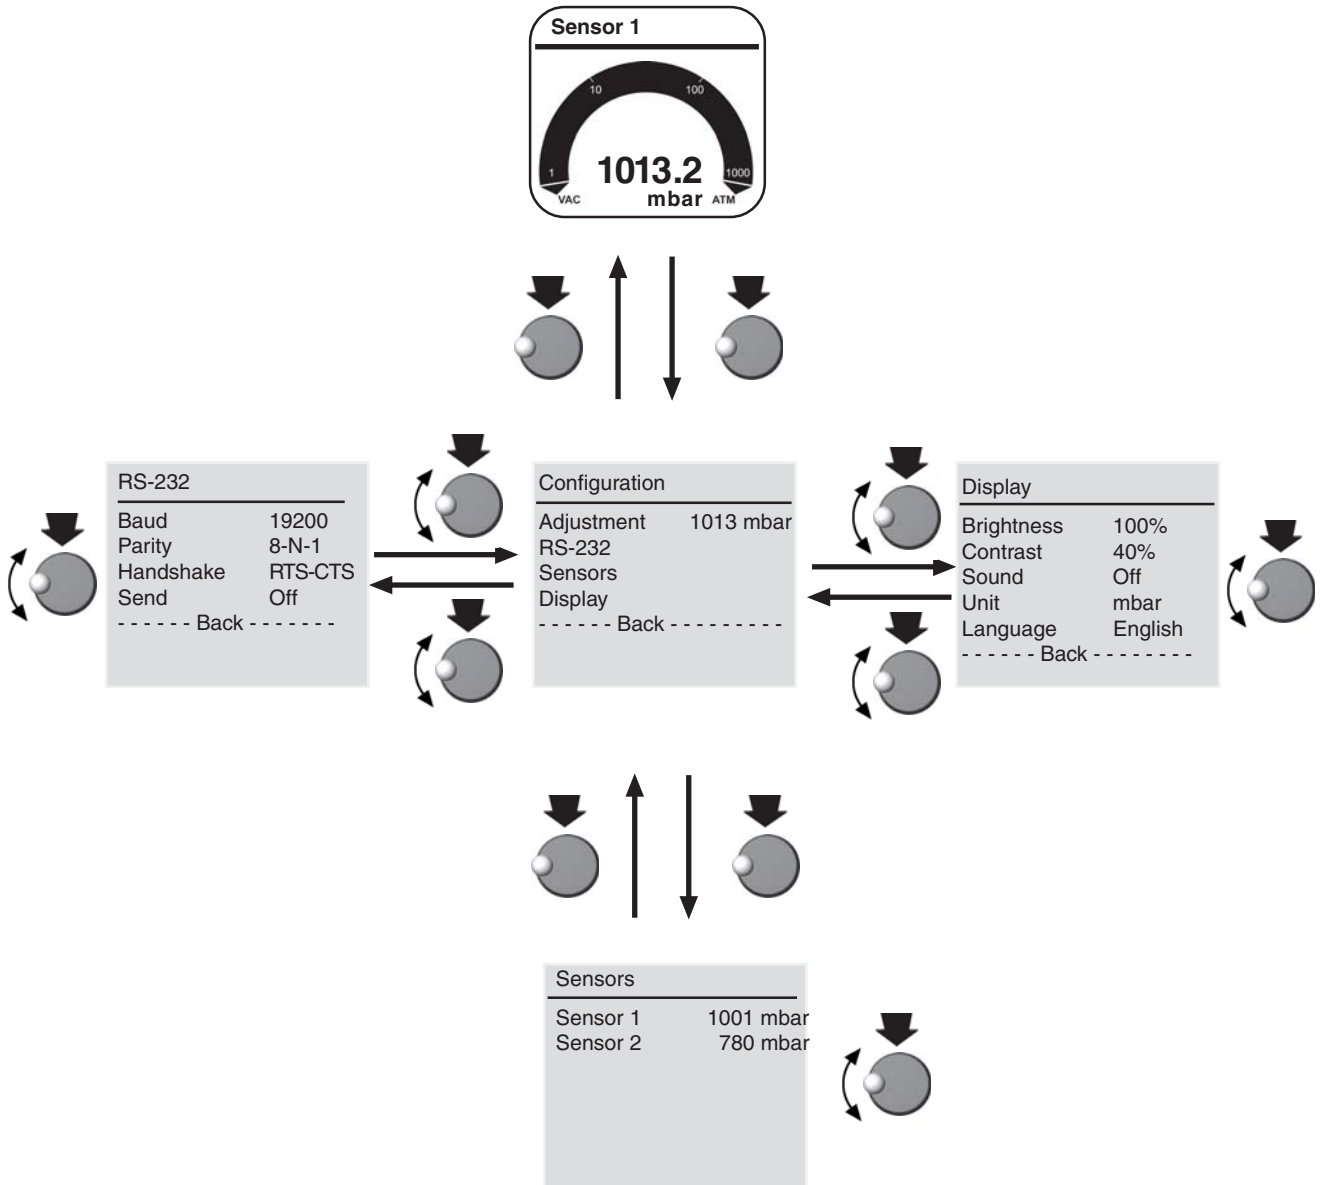 Sensor 1
10 100
1 1000
1013.2
VAC mbar ATM
RS-232
Baud 19200
Parity 8-N-1
Handshake RTS-CTS
Send Off
- - - - - - Back - - - - - - -
Configuration
Adjustment 1013 mbar
RS-232
Sensors
Display
- - - - - - Back - - - - - - - - -
Display
Brightness 100%
Contrast 40%
Sound Off
Unit mbar
Language English
- - - - - - Back - - - - - - - -
Sensors
Sensor 1 1001 mbar
Sensor 2 780 mbar